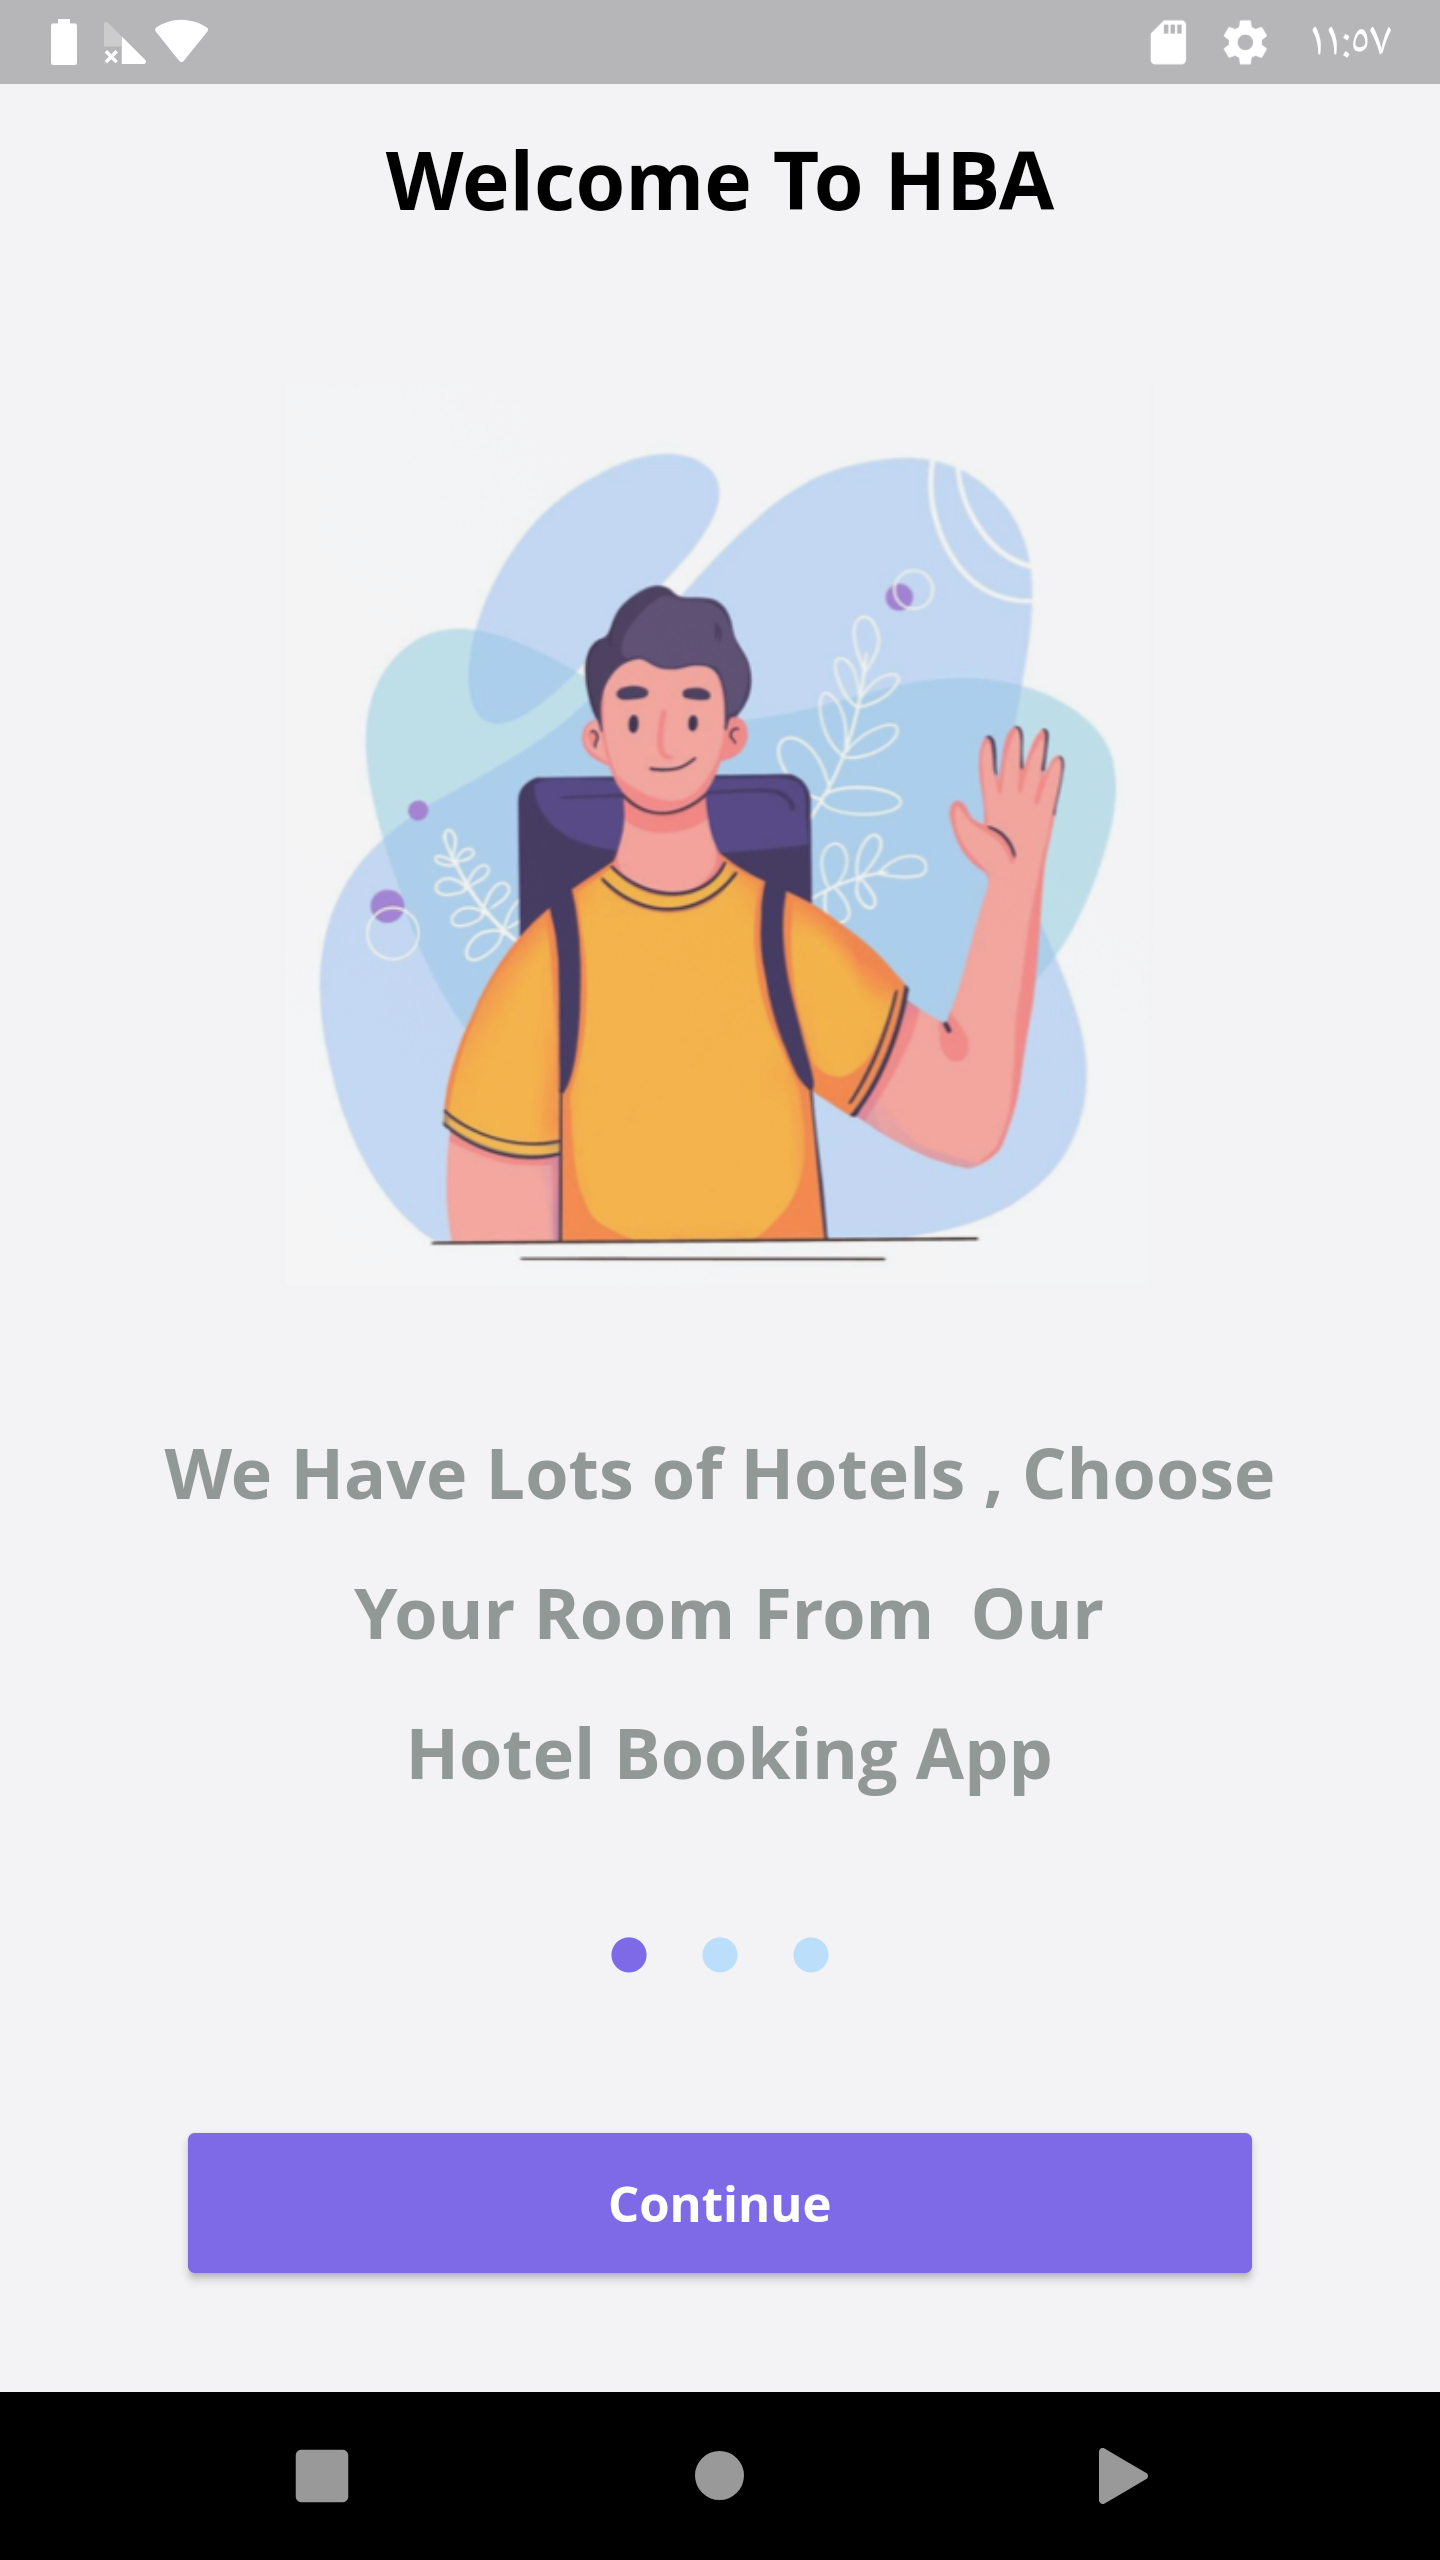 ١١:٥٧
Welcome To HBA
We Have Lots of Hotels , Choose
Your Room From  Our
Hotel Booking App
Continue